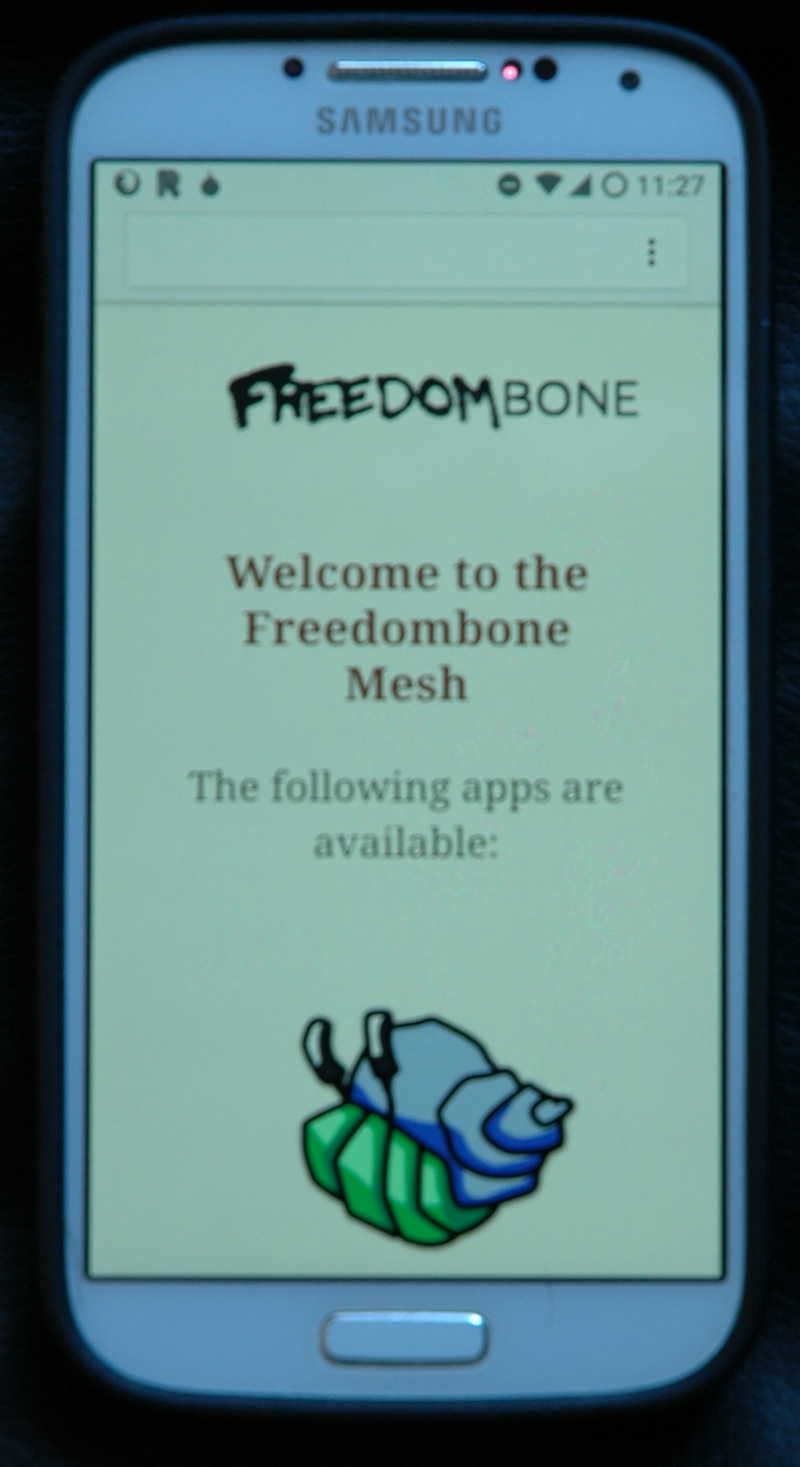 SAMSUNG
11:27
FREEDOMBONE
Welcome to the
Freedombone
Mesh
The following apps are
available: